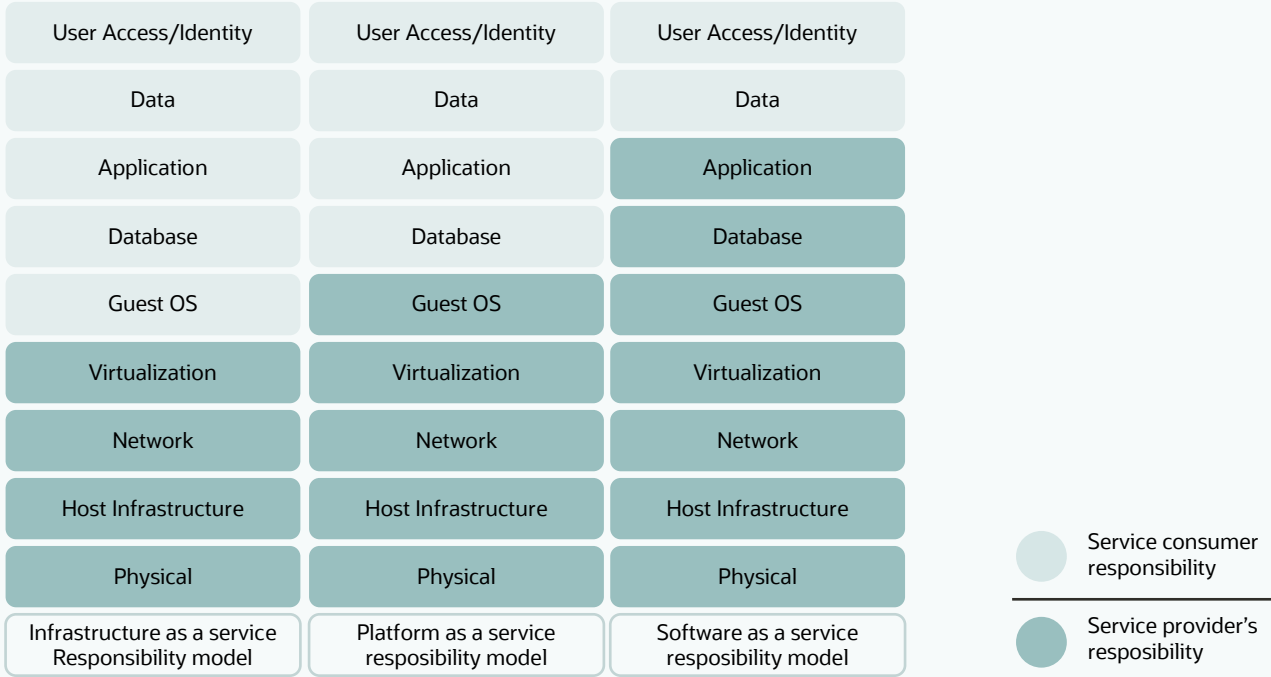 User Access/Identity
User Access/Identity
User Access/Identity
Data
Data
Data
Application
Application
Application
Database
Database
Database
Guest OS
Guest OS
Guest OS
Virtualization
Virtualization
Virtualization
Network
Network
Network
Host Infrastructure
Host Infrastructure
Host Infrastructure
Physical
Physical
Physical
Infrastructure as a service
Responsibility model
Platform as a service
resposibility model
Software as a service
resposibility model
Service consumer
responsibility
Service provider's
resposibility